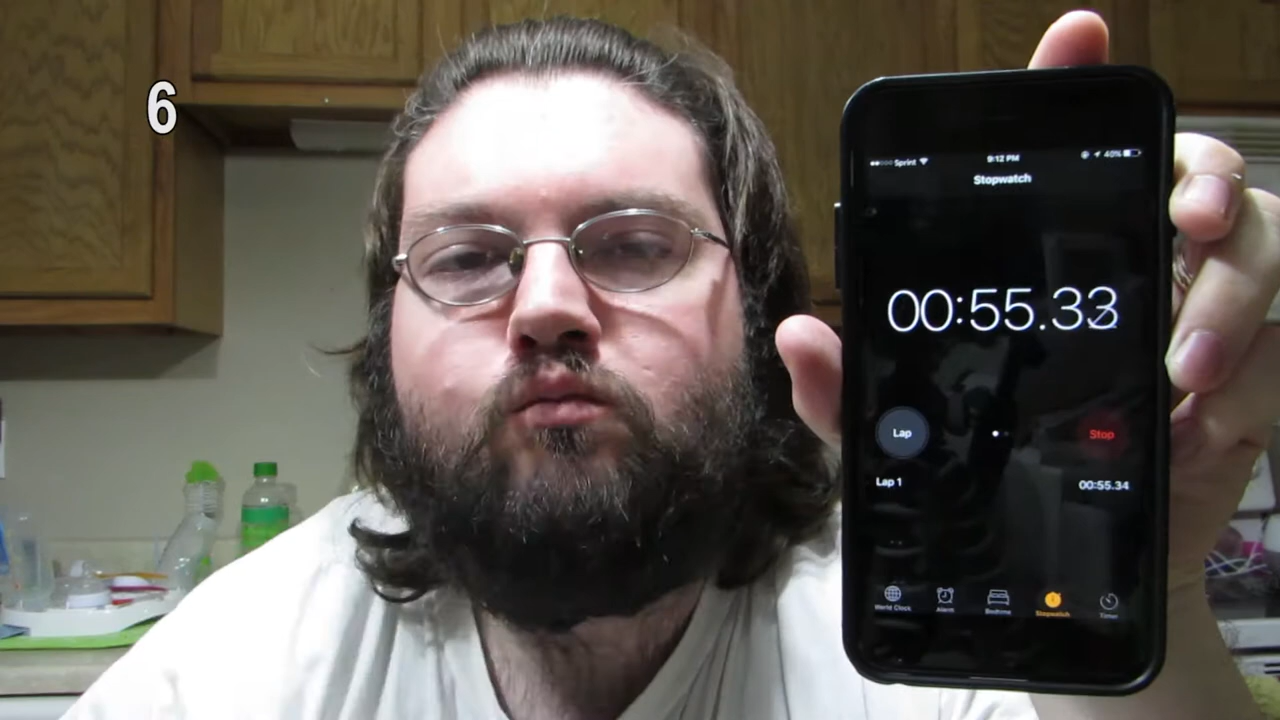 6
Sprint 9:12 PM 40%
Stopwatch
00:55.33
Lap Stop
Lap 1 00:55.34
World Clock Alarm Bedtime Stopwatch Timer